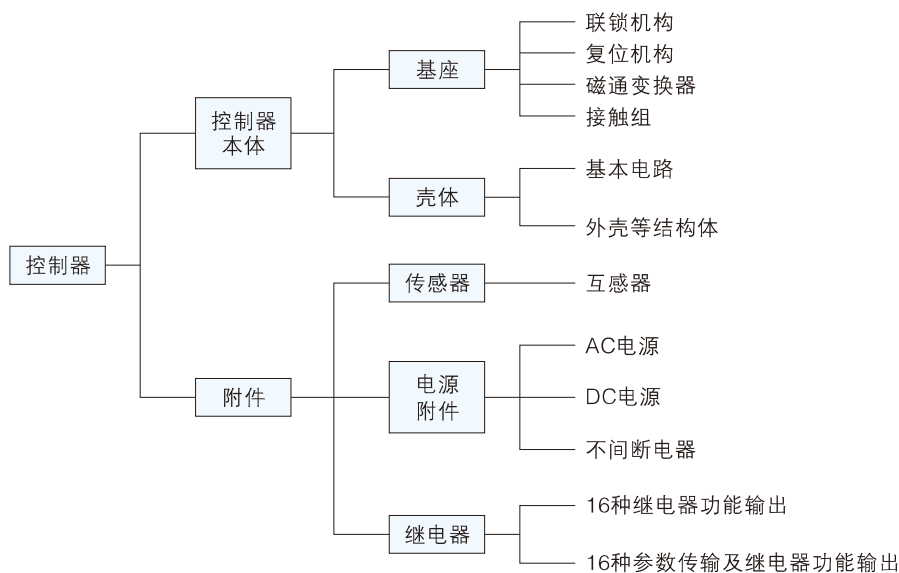 控制器
控制器
本体
基座
联锁机构
复位机构
磁通变换器
接触组
壳体
基本电路
外壳等结构体
附件
传感器
互感器
电源
附件
AC电源
DC电源
不间断电器
继电器
16种继电器功能输出
16种参数传输及继电器功能输出